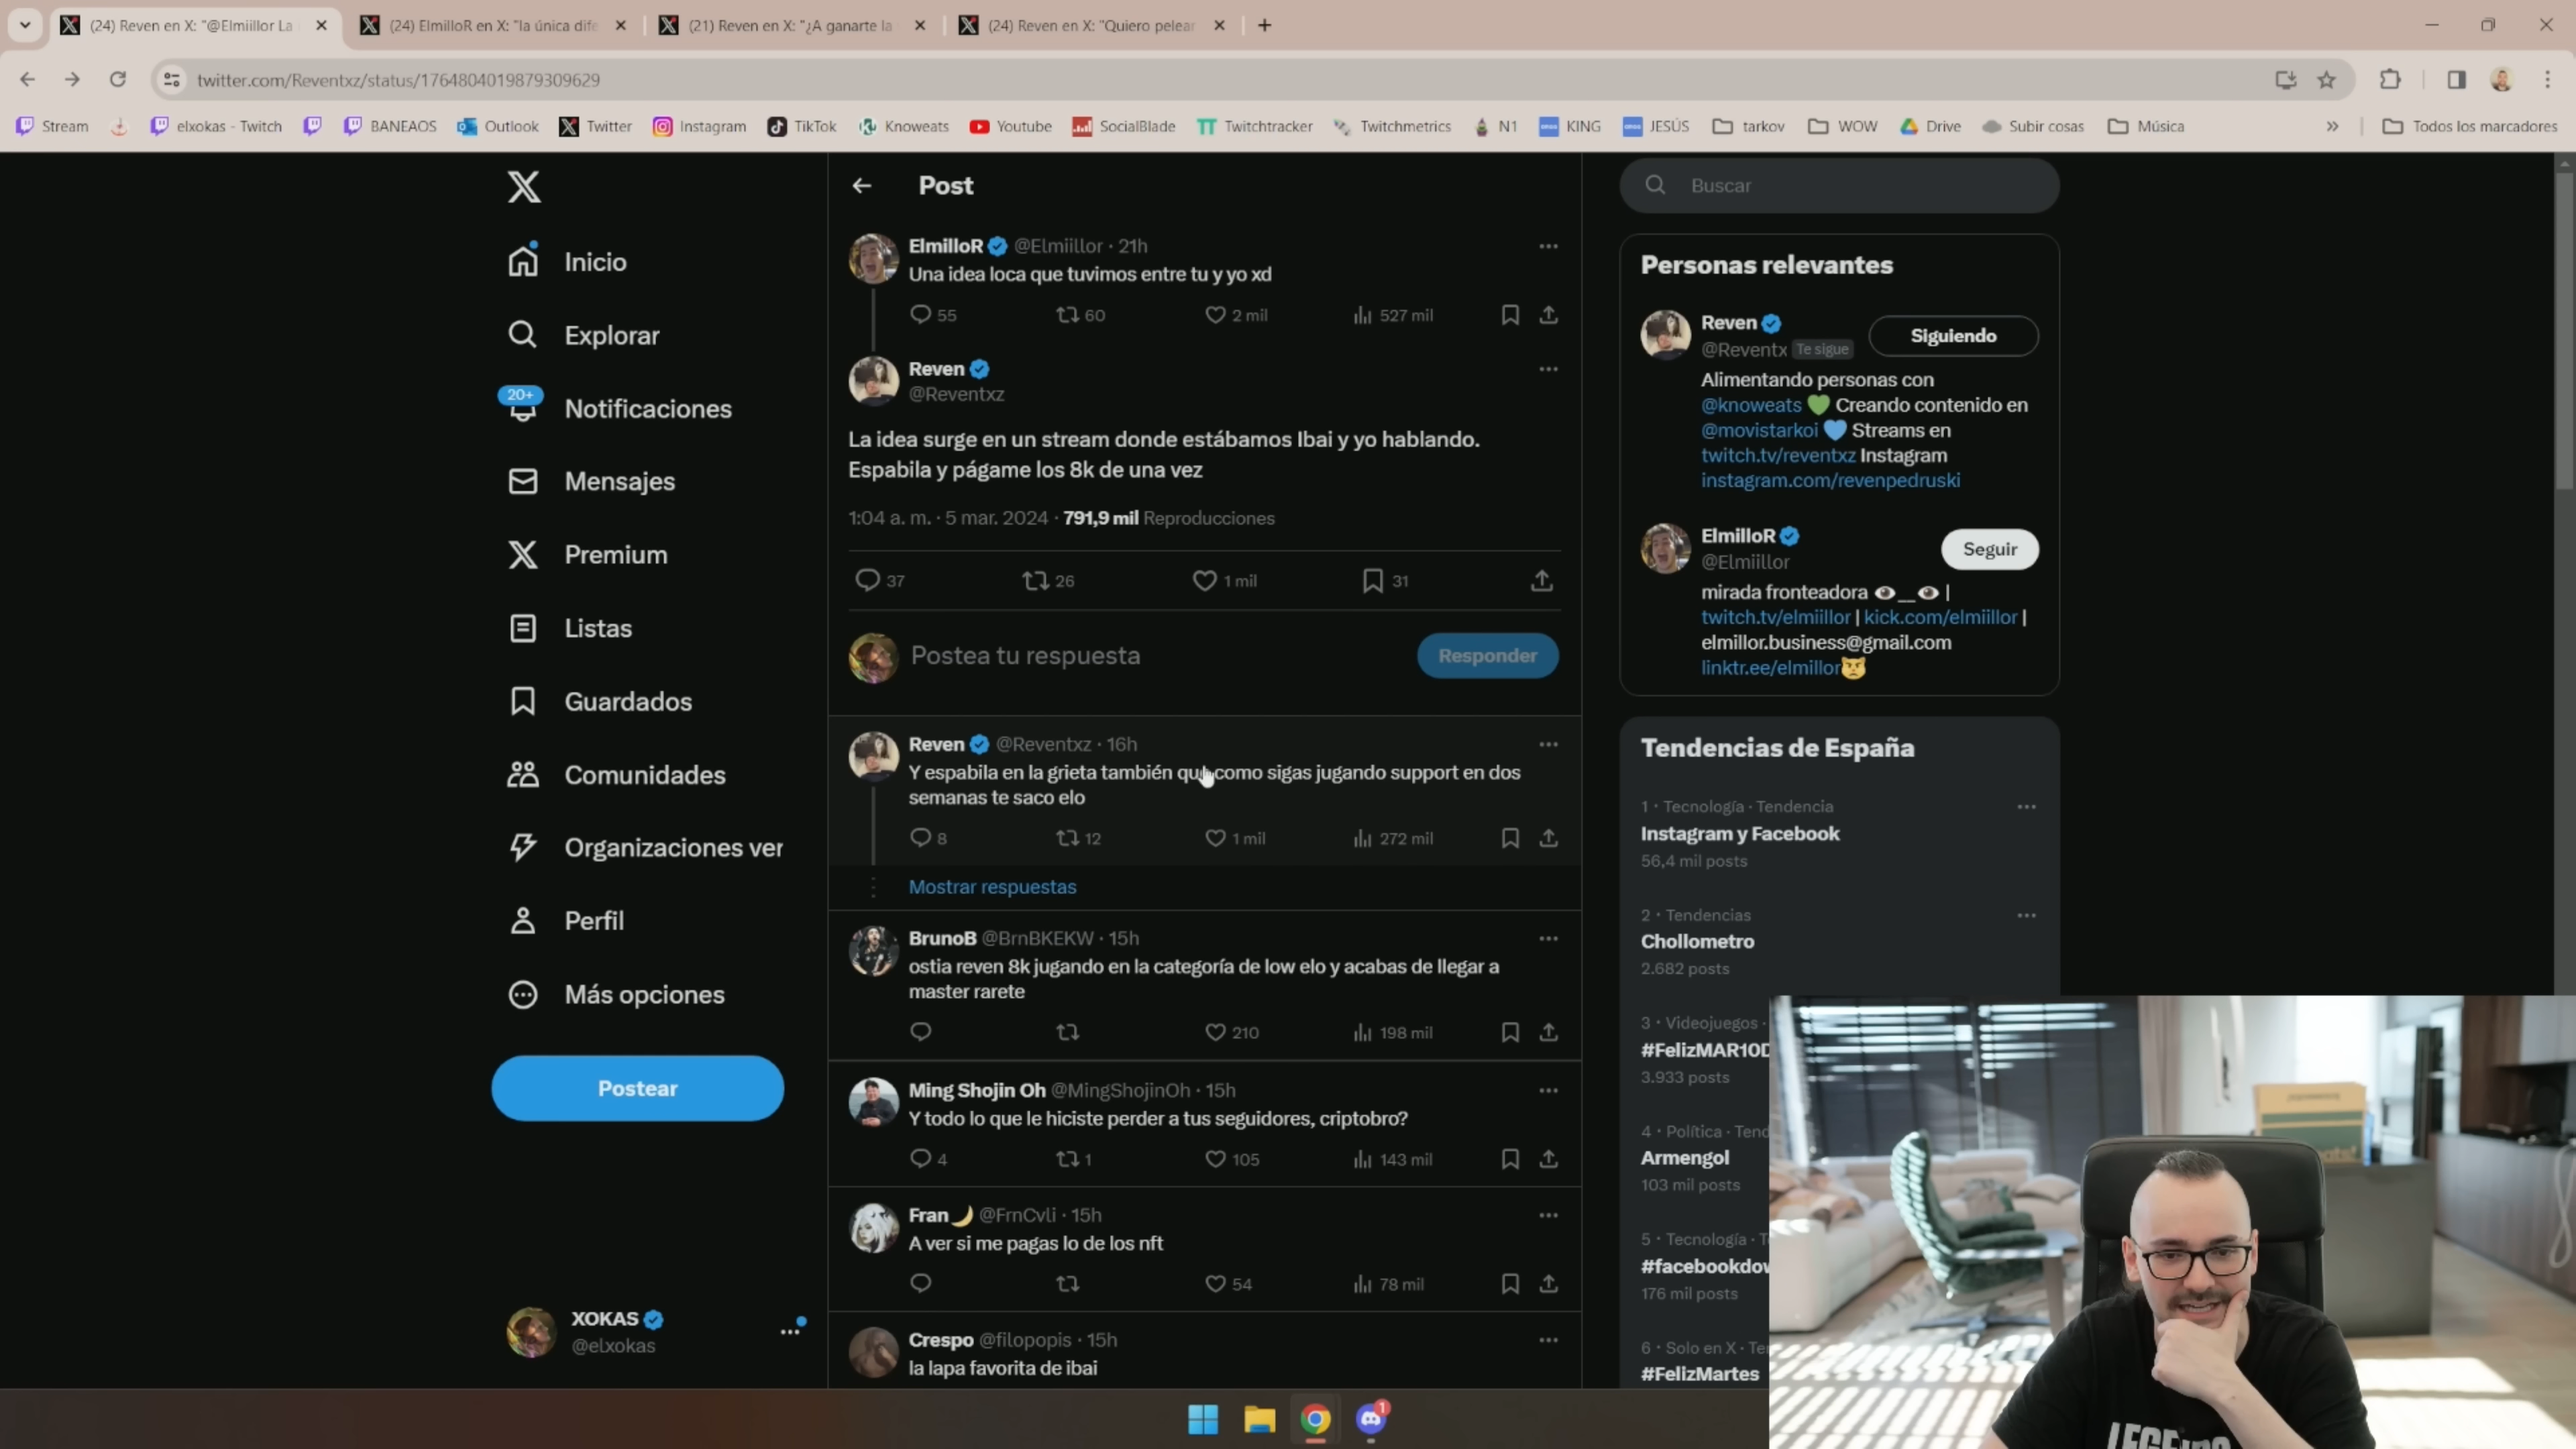 (24) Reven en X: "@Elmiillor La
(24) ElmilloR en X: "la única dife
(21) Reven en X: "¿A ganarte la
(24) Reven en X: "Quiero pelear
twitter.com/Reventxz/status/1764804019879309629
Stream
elxokas - Twitch
BANEAOS
Outlook
Twitter
Instagram
TikTok
Knoweats
Youtube
SocialBlade
Twitchtracker
Twitchmetrics
N1
KING
JESÚS
tarkov
WOW
Drive
Subir cosas
Música
Todos los marcadores
Inicio
Explorar
20+
Notificaciones
Mensajes
Premium
Listas
Guardados
Comunidades
Organizaciones ver
Perfil
Más opciones
Postear
XOKAS
@elxokas
Post
ElmilloR @Elmiillor · 21h
Una idea loca que tuvimos entre tu y yo xd
55 60 2 mil 527 mil
Reven
@Reventxz
La idea surge en un stream donde estábamos Ibai y yo hablando.
Espabila y págame los 8k de una vez
1:04 a. m. · 5 mar. 2024 · 791,9 mil Reproducciones
37 26 1 mil 31
Postea tu respuesta
Responder
Reven @Reventxz · 16h
Y espabila en la grieta también que como sigas jugando support en dos
semanas te saco elo
8 12 1 mil 272 mil
Mostrar respuestas
BrunoB @BrnBKEKW · 15h
ostia reven 8k jugando en la categoría de low elo y acabas de llegar a
master rarete
210 198 mil
Ming Shojin Oh @MingShojinOh · 15h
Y todo lo que le hiciste perder a tus seguidores, criptobro?
4 1 105 143 mil
Fran @FrnCvli · 15h
A ver si me pagas lo de los nft
54 78 mil
Crespo @filopopis · 15h
la lapa favorita de ibai
Buscar
Personas relevantes
Reven
@Reventx Te sigue
Siguiendo
Alimentando personas con
@knoweats Creando contenido en
@movistarkoi Streams en
twitch.tv/reventxz Instagram
instagram.com/revenpedruski
ElmilloR
@Elmiillor
Seguir
mirada fronteadora __ |
twitch.tv/elmiillor | kick.com/elmiillor |
elmillor.business@gmail.com
linktr.ee/elmillor
Tendencias de España
1 · Tecnología · Tendencia
Instagram y Facebook
56,4 mil posts
2 · Tendencias
Chollometro
2.682 posts
3 · Videojuegos ·
#FelizMAR10D
3.933 posts
4 · Política · Tend
Armengol
103 mil posts
5 · Tecnología · T
#facebookdow
176 mil posts
6 · Solo en X · Te
#FelizMartes
1